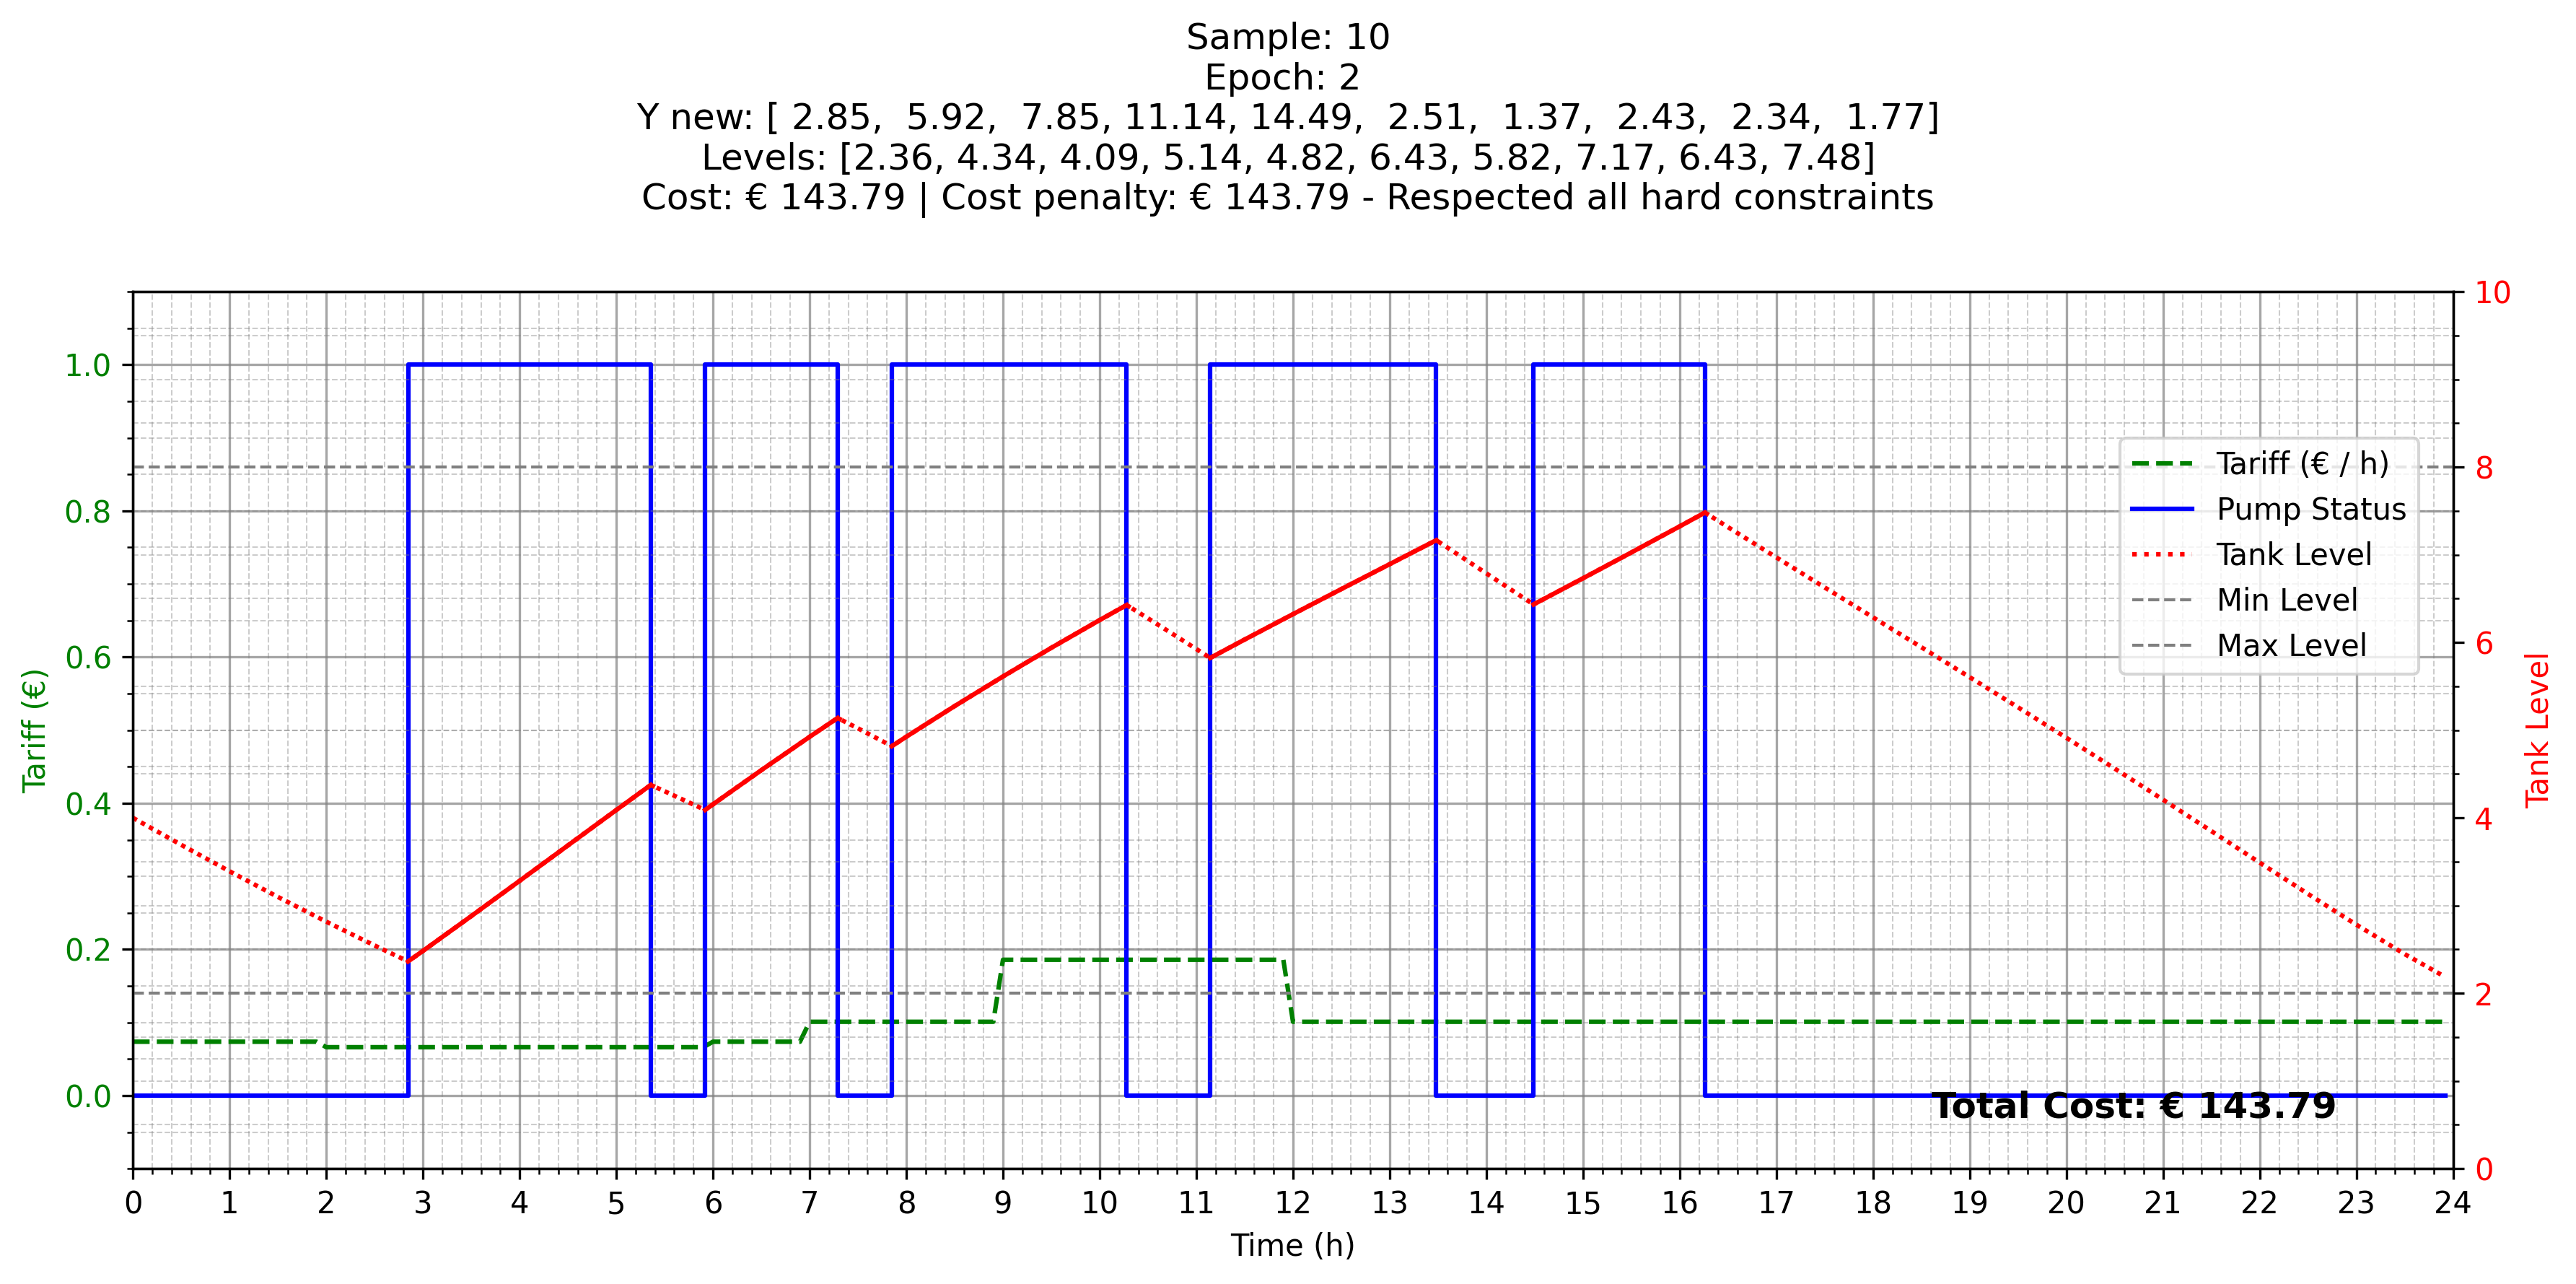 Sample: 10
Epoch: 2
Y new: [ 2.85,  5.92,  7.85, 11.14, 14.49,  2.51,  1.37,  2.43,  2.34,  1.77]
Levels: [2.36, 4.34, 4.09, 5.14, 4.82, 6.43, 5.82, 7.17, 6.43, 7.48]
Cost: € 143.79 | Cost penalty: € 143.79 - Respected all hard constraints
1.0
0.8
0.6
0.4
0.2
0.0
Tariff (€)
10
8
6
4
2
0
Tank Level
Tariff (€ / h)
Pump Status
Tank Level
Min Level
Max Level
Total Cost: € 143.79
0 1 2 3 4 5 6 7 8 9 10 11 12 13 14 15 16 17 18 19 20 21 22 23 24
Time (h)